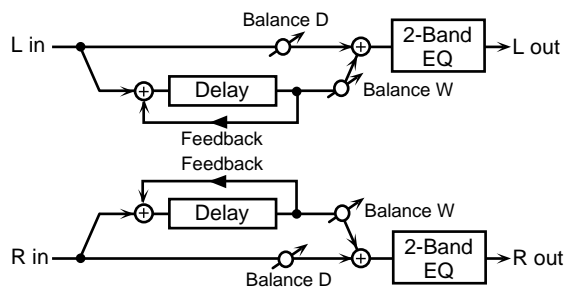 Balance D
2-Band
EQ
L in
L out
Delay
Balance W
Feedback
Feedback
Delay
Balance W
2-Band
EQ
R in
R out
Balance D